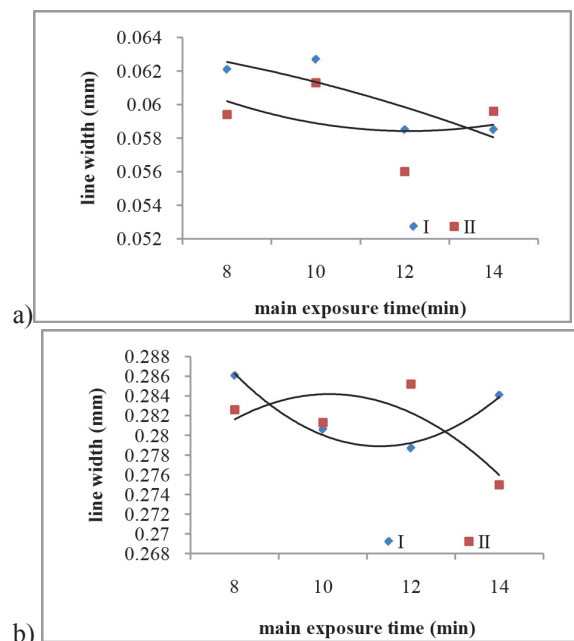 0.064
0.062
0.06
0.058
0.056
0.054
0.052
line width (mm)
I II
8 10 12 14
main exposure time(min)
a)
0.288
0.286
0.284
0.282
0.28
0.278
0.276
0.274
0.272
0.27
0.268
line width (mm)
I II
8 10 12 14
main exposure time (min)
b)